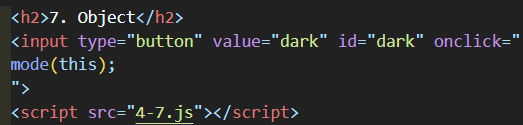 <h2>7. Object</h2>
<input type="button" value="dark" id="dark" onclick="
mode(this);
">
<script src="4-7.js"></script>